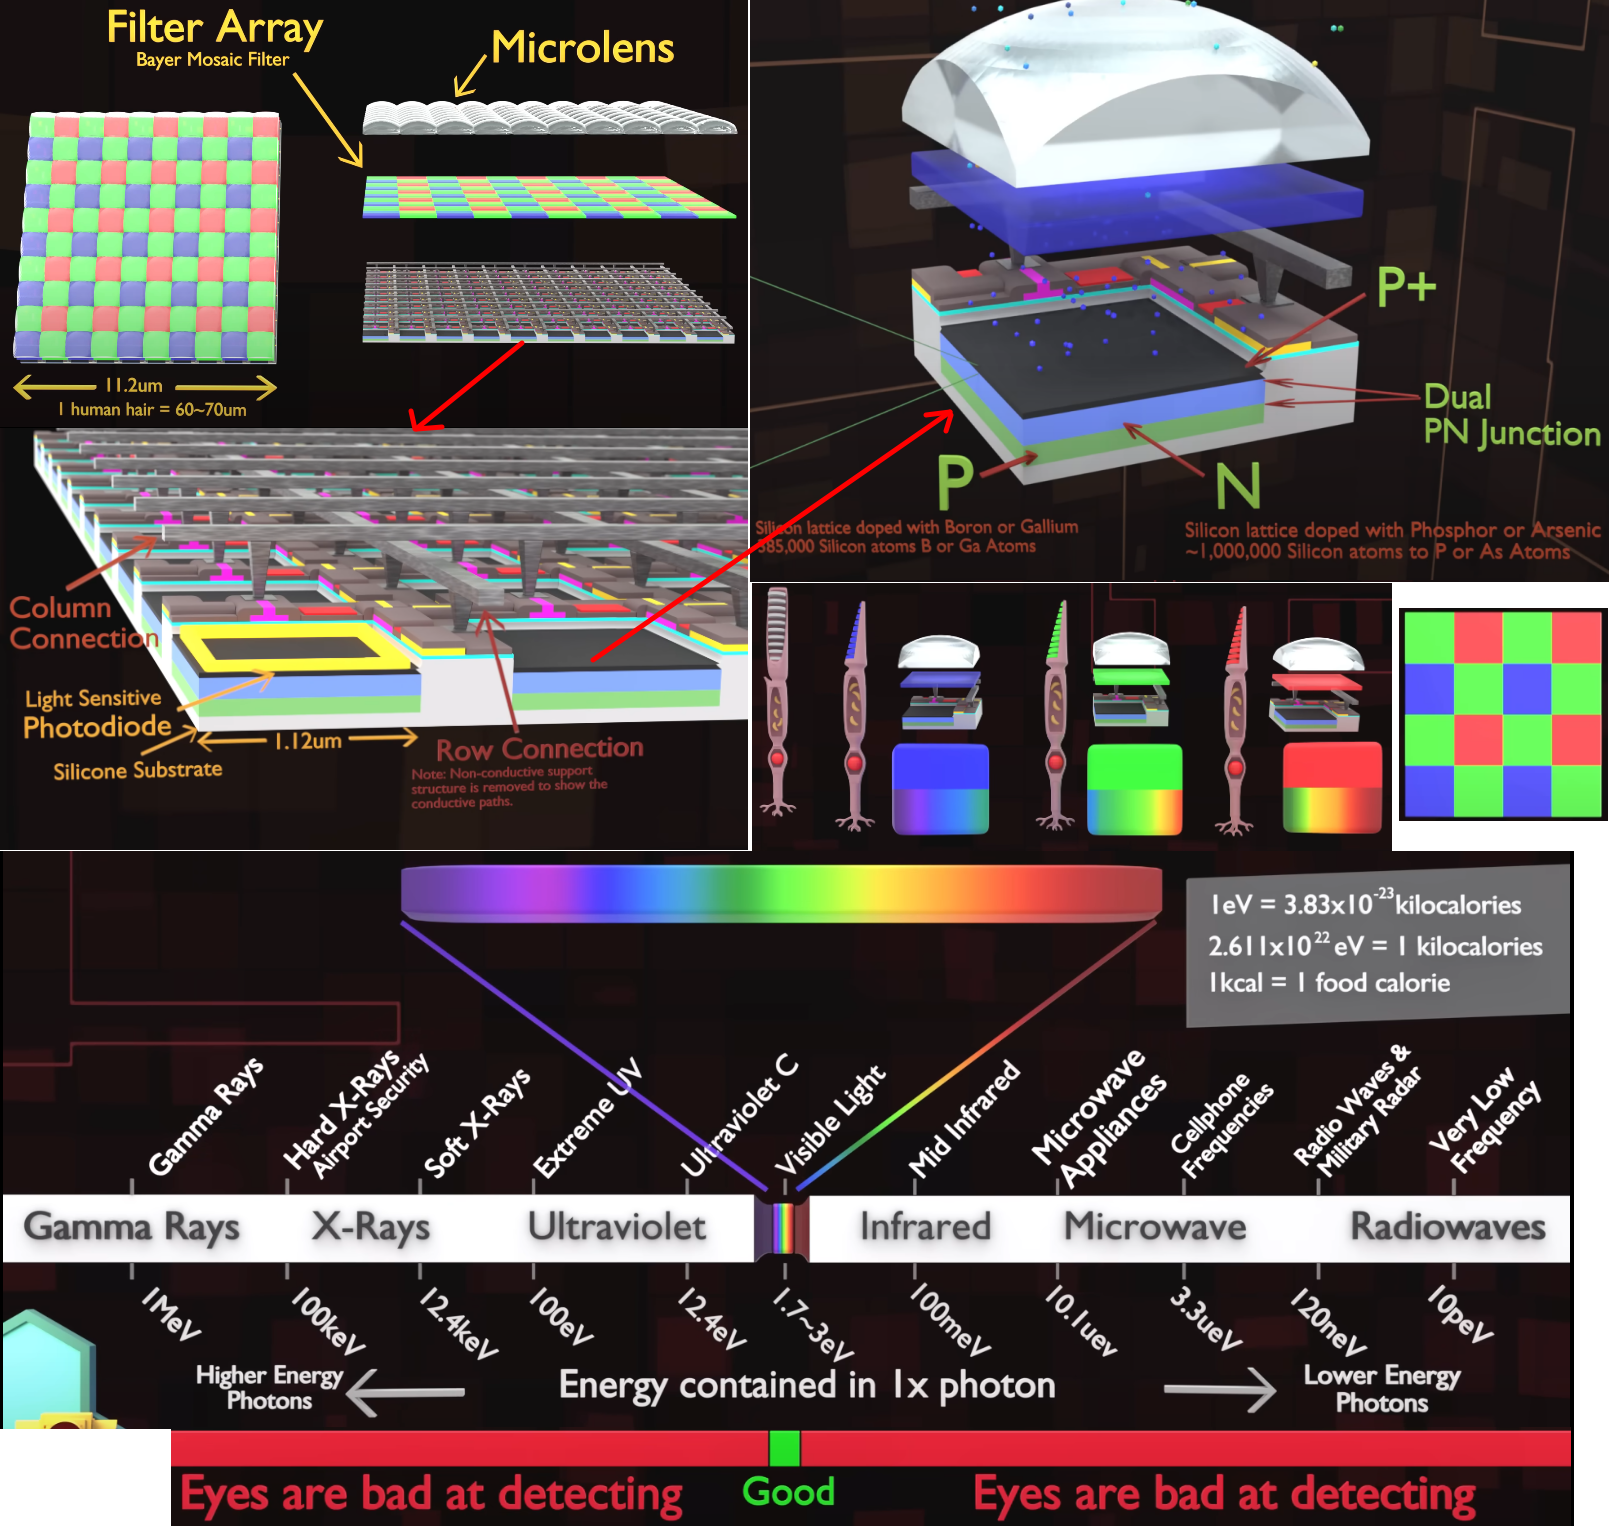 Filter Array
Bayer Mosaic Filter
Microlens
11.2um
1 human hair = 60~70um
P+
Dual
PN Junction
P
N
Silicon lattice doped with Boron or Gallium
385,000 Silicon atoms B or Ga Atoms
Silicon lattice doped with Phosphor or Arsenic
~1,000,000 Silicon atoms to P or As Atoms
Column
Connection
Light Sensitive
Photodiode
1.12um
Silicone Substrate
Row Connection
Note: Non-conductive support
structure is removed to show the
conductive paths.
1eV = 3.83x10-23kilocalories
2.611x10 22 eV = 1 kilocalories
1kcal = 1 food calorie
Gamma Rays
Hard X-Rays
Airport Security
Soft X-Rays
Extreme UV
Ultraviolet C
Visible Light
Mid Infrared
Microwave
Appliances
Cellphone
Frequencies
Radio Waves &
Military Radar
Very Low
Frequency
Gamma Rays
X-Rays
Ultraviolet
Infrared
Microwave
Radiowaves
1MeV
100keV
12.4keV
100eV
12.4eV
1.7~3eV
100meV
10.1uev
3.3ueV
120neV
10peV
Higher Energy
Photons
Energy contained in 1x photon
Lower Energy
Photons
Eyes are bad at detecting
Good
Eyes are bad at detecting